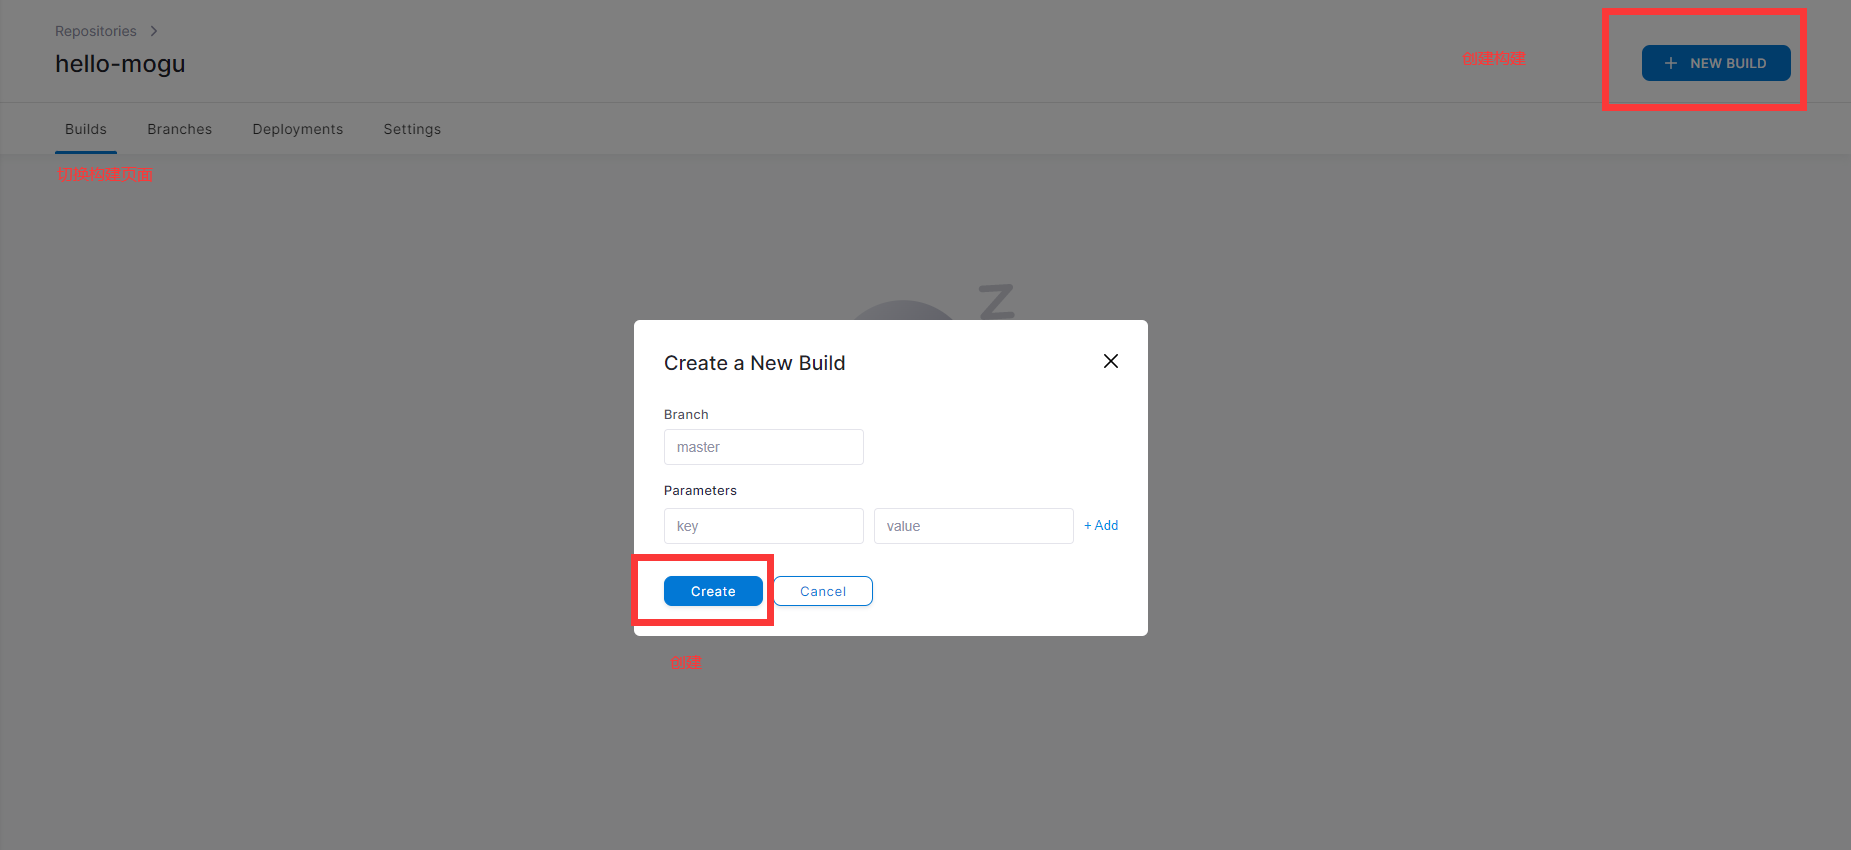 Repositories
hello-mogu
创建构建
NEW BUILD
Builds Branches Deployments Settings
切换构建页面
Create a New Build
Branch
master
Parameters
key value + Add
Create Cancel
创建